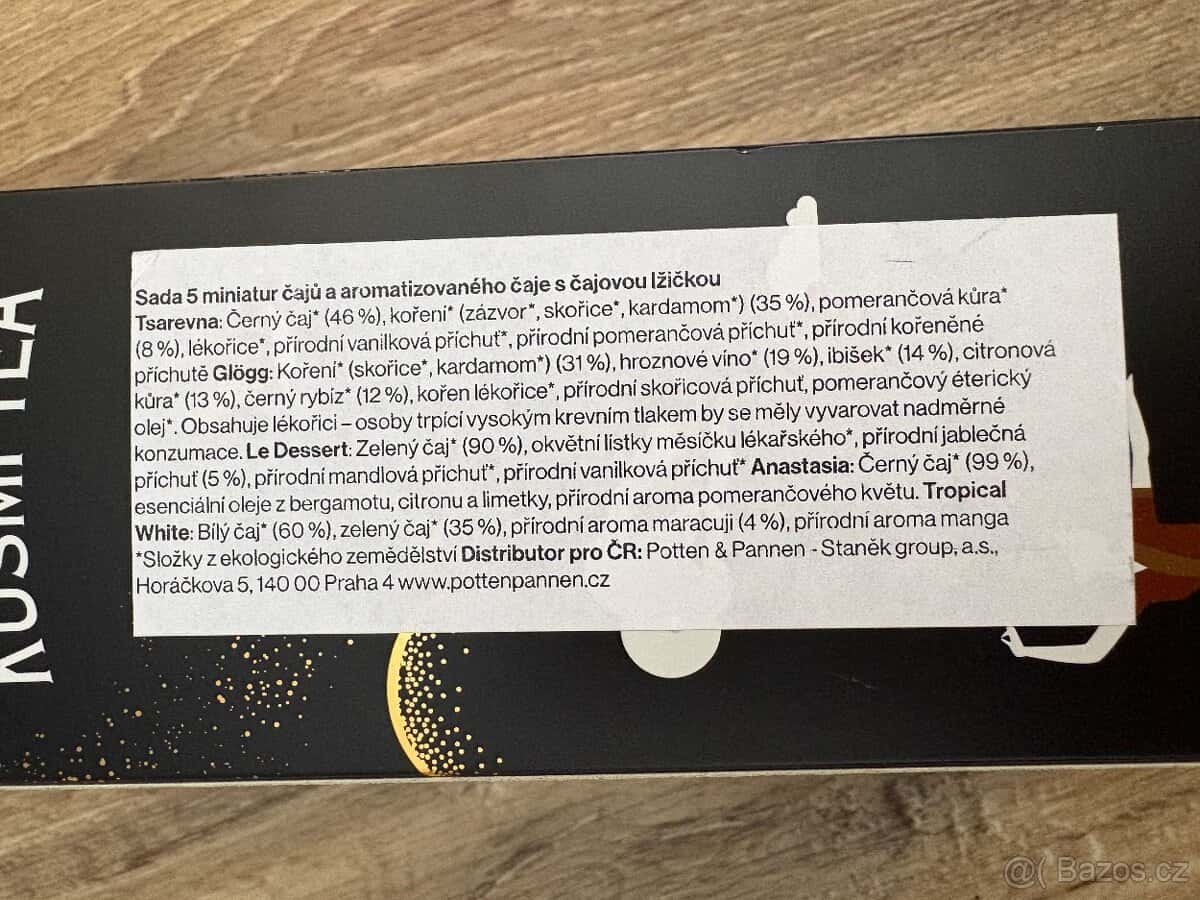 KUSMI TEA
Sada 5 miniatur čajů a aromatizovaného čaje s čajovou lžičkou
Tsarevna: Černý čaj* (46 %), koření* (zázvor*, skořice*, kardamom*) (35 %), pomerančová kůra*
(8 %), lékořice*, přírodní vanilková příchuť*, přírodní pomerančová příchuť*, přírodní kořeněné
příchutě Glögg: Koření* (skořice*, kardamom*) (31 %), hroznové víno* (19 %), ibišek* (14 %), citronová
kůra* (13 %), černý rybíz* (12 %), kořen lékořice*, přírodní skořicová příchuť, pomerančový éterický
olej*. Obsahuje lékořici – osoby trpící vysokým krevním tlakem by se měly vyvarovat nadměrné
konzumace. Le Dessert: Zelený čaj* (90 %), okvětní lístky měsíčku lékařského*, přírodní jablečná
příchuť (5 %), přírodní mandlová příchuť*, přírodní vanilková příchuť* Anastasia: Černý čaj* (99 %),
esenciální oleje z bergamotu, citronu a limetky, přírodní aroma pomerančového květu. Tropical
White: Bílý čaj* (60 %), zelený čaj* (35 %), přírodní aroma maracuji (4 %), přírodní aroma manga
*Složky z ekologického zemědělství Distributor pro ČR: Potten & Pannen - Staněk group, a.s.,
Horáčkova 5, 140 00 Praha 4 www.pottenpannen.cz
@( Bazos.cz